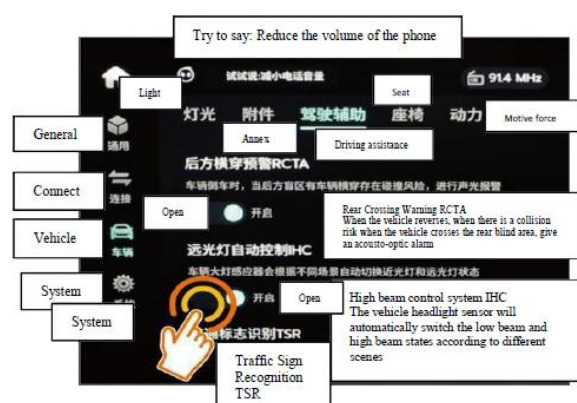 Try to say: Reduce the volume of the phone
试试说:减小电话音量
91.4 MHz
Light
Seat
灯光 附件 驾驶辅助 座椅 动力
Motive force
Annex
Driving assistance
General
通用
后方横穿预警RCTA
车辆倒车时，当后方盲区有车辆横穿存在碰撞风险，进行声光报警
Connect
连接
Open
开启
Rear Crossing Warning RCTA
When the vehicle reverses, when there is a collision
risk when the vehicle crosses the rear blind area, give
an acousto-optic alarm
Vehicle
车辆
远光灯自动控制IHC
车辆大灯感应器会根据不同场景自动切换近光灯和远光灯状态
System
System
开启
Open
High beam control system IHC
The vehicle headlight sensor will
automatically switch the low beam and
high beam states according to different
scenes
标志识别TSR
Traffic Sign
Recognition
TSR